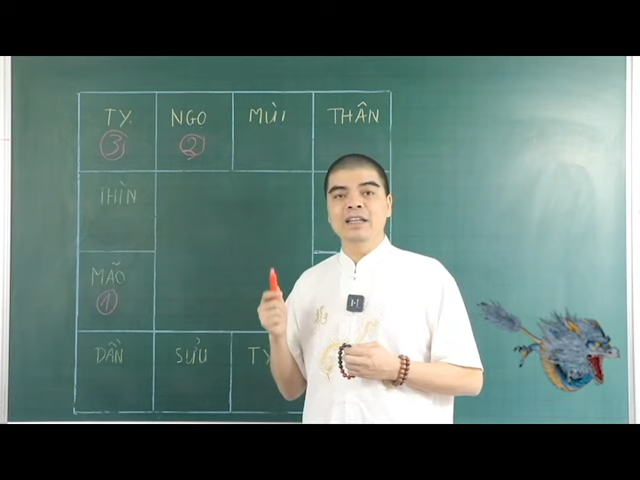 TỴ NGỌ MÙI THÂN
③ ②
THÌN
MÃO
①
DẦN SỬU TÝ